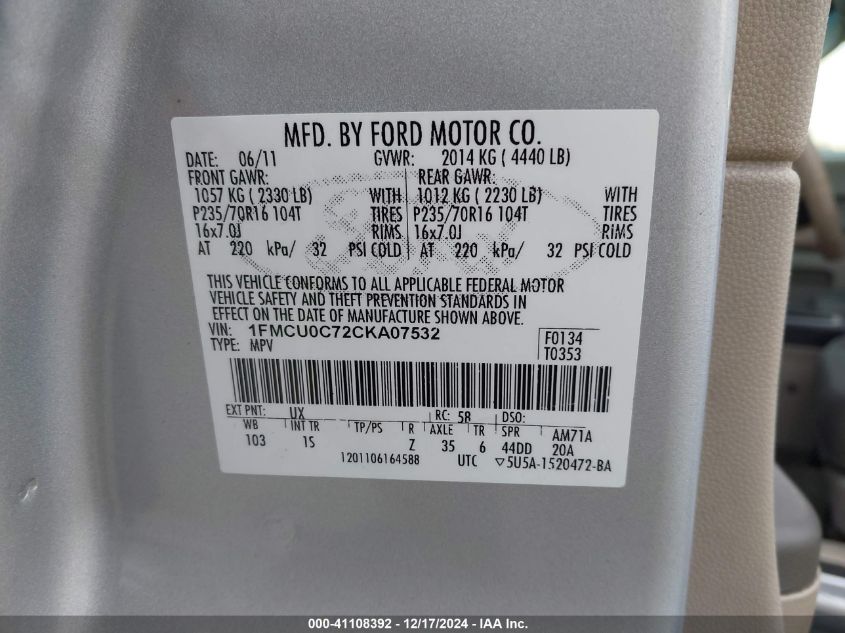 MFD. BY FORD MOTOR CO.
DATE: 06/11 GVWR: 2014 KG ( 4440 LB)
FRONT GAWR: REAR GAWR:
1057 KG ( 2330 LB) WITH 1012 KG ( 2230 LB) WITH
P235/70R16 104T TIRES P235/70R16 104T TIRES
16x7.0J RIMS 16x7.0J RIMS
AT 220 kPa/ 32 PSI COLD AT 220 kPa/ 32 PSI COLD
THIS VEHICLE CONFORMS TO ALL APPLICABLE FEDERAL MOTOR
VEHICLE SAFETY AND THEFT PREVENTION STANDARDS IN
EFFECT ON THE DATE OF MANUFACTURE SHOWN ABOVE.
VIN: 1FMCU0C72CKA07532 F0134
TYPE: MPV T0353
EXT PNT: UX RC: 58 DSO:
WB INT TR TP/PS R AXLE TR SPR AM71A
103 1S Z 35 6 44DD 20A
1201106164588 UTC ▽5U5A-1520472-BA
000-41108392 - 12/17/2024 - IAA Inc.